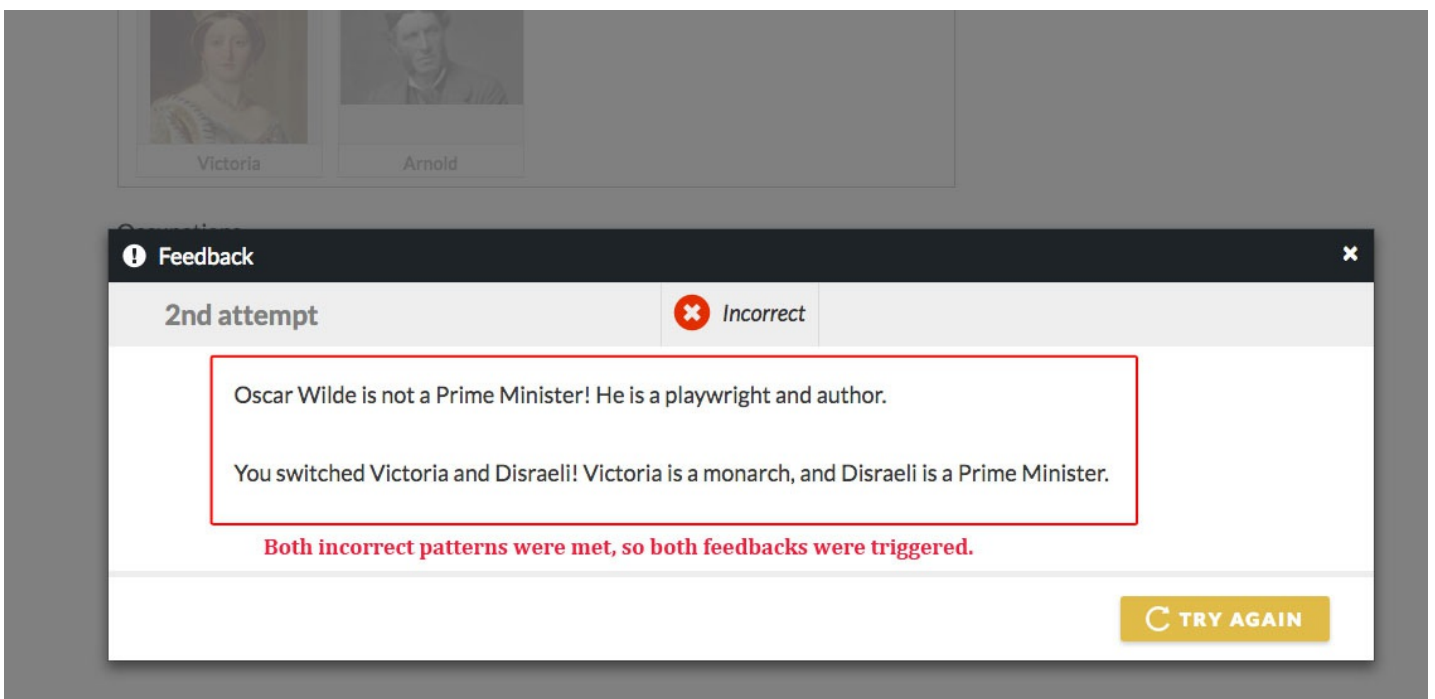 Victoria
Arnold
Occupations
Feedback
2nd attempt
Incorrect
Oscar Wilde is not a Prime Minister! He is a playwright and author.
You switched Victoria and Disraeli! Victoria is a monarch, and Disraeli is a Prime Minister.
Both incorrect patterns were met, so both feedbacks were triggered.
TRY AGAIN